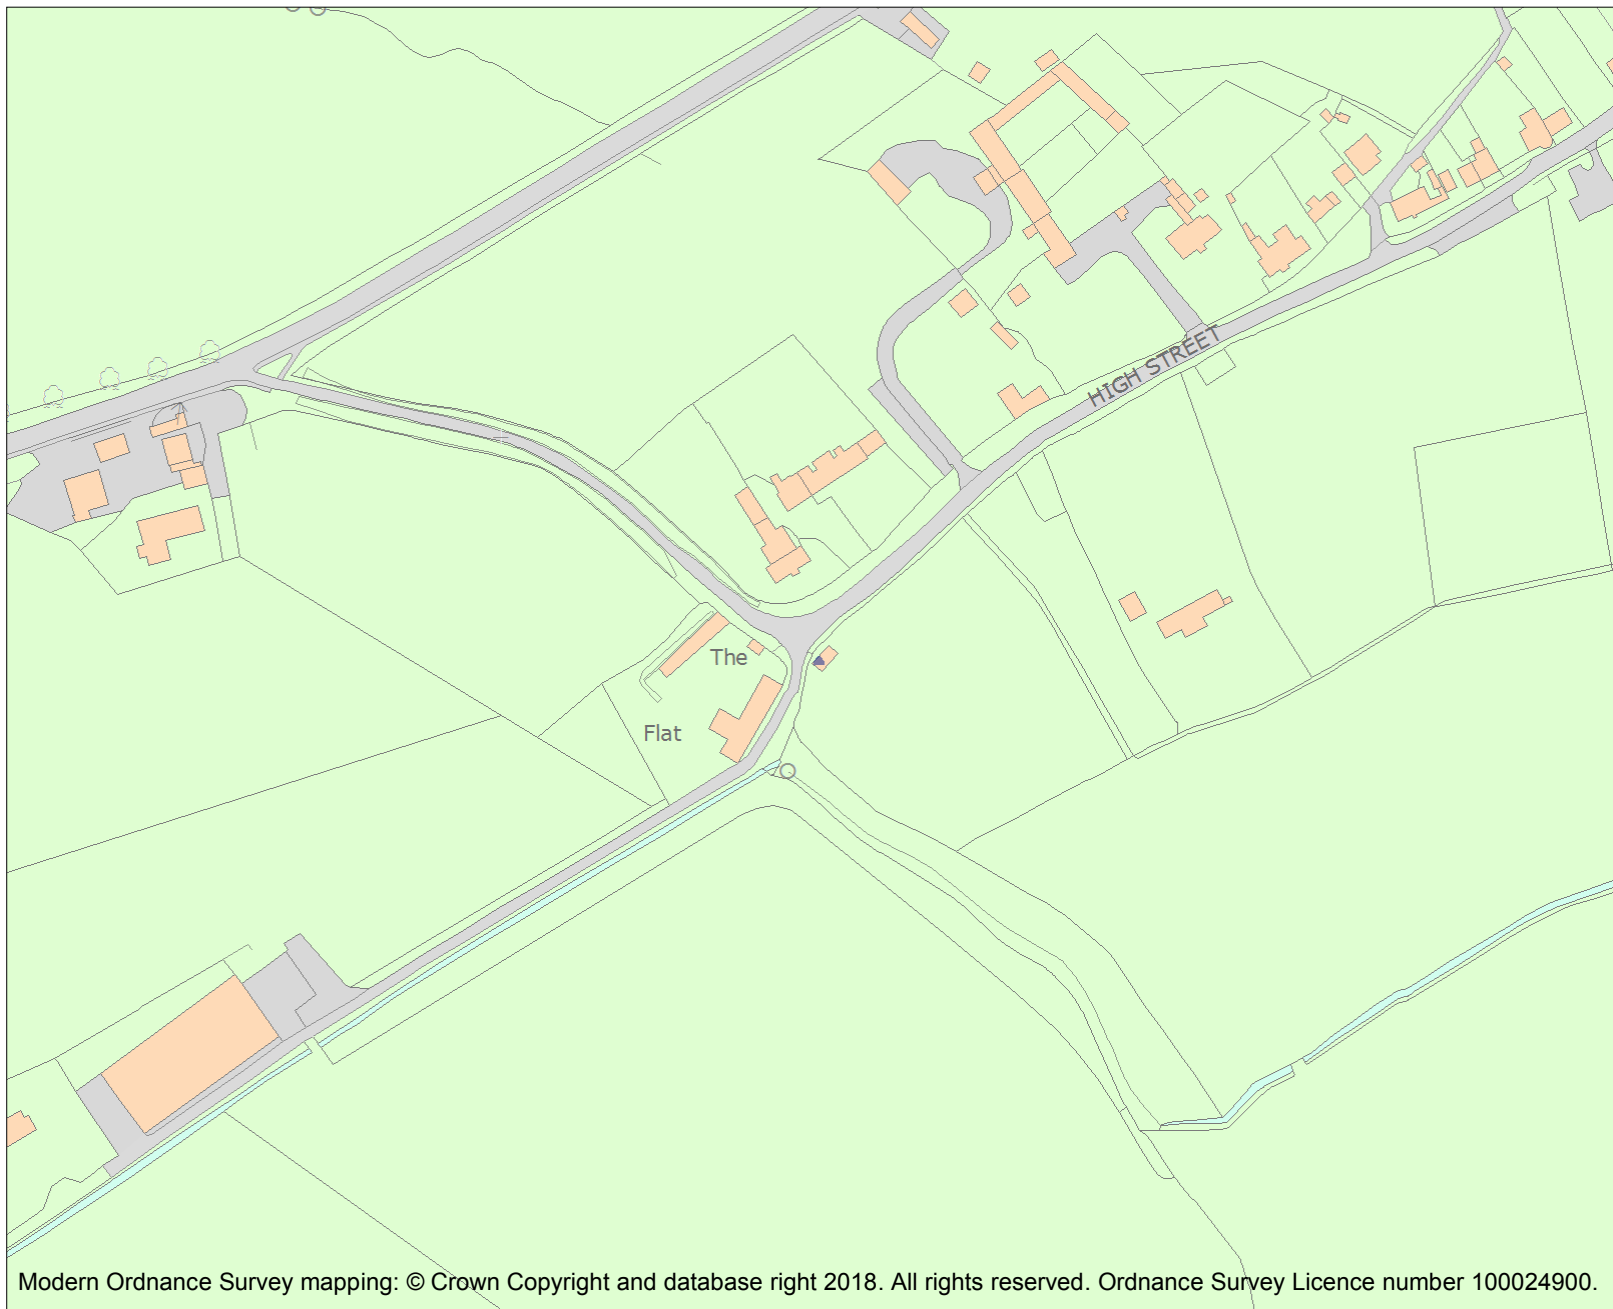 HIGH STREET
The
Flat
Modern Ordnance Survey mapping: © Crown Copyright and database right 2018. All rights reserved. Ordnance Survey Licence number 100024900.